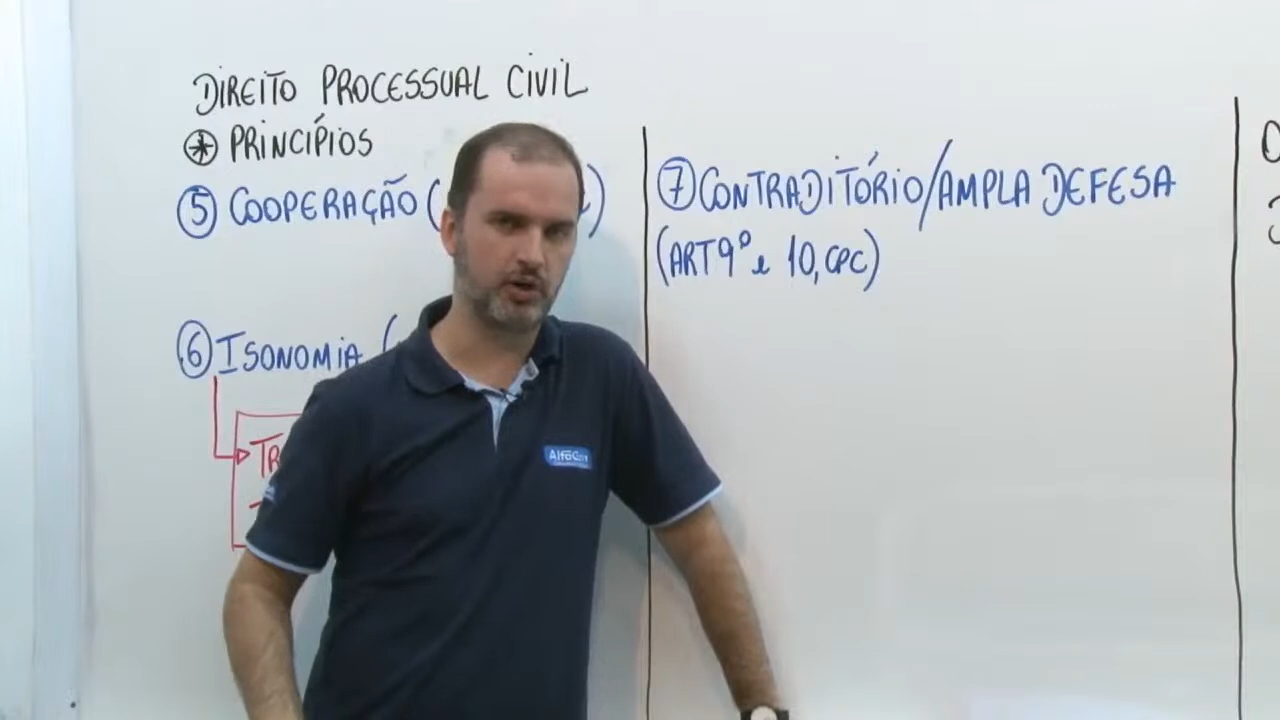 DIREITO PROCESSUAL CIVIL
* PRINCÍPIOS
5 COOPERAÇÃO (
6 ISONOMIA (
7 CONTRADITÓRIO/AMPLA DEFESA
(ART 9º e 10, CPC)